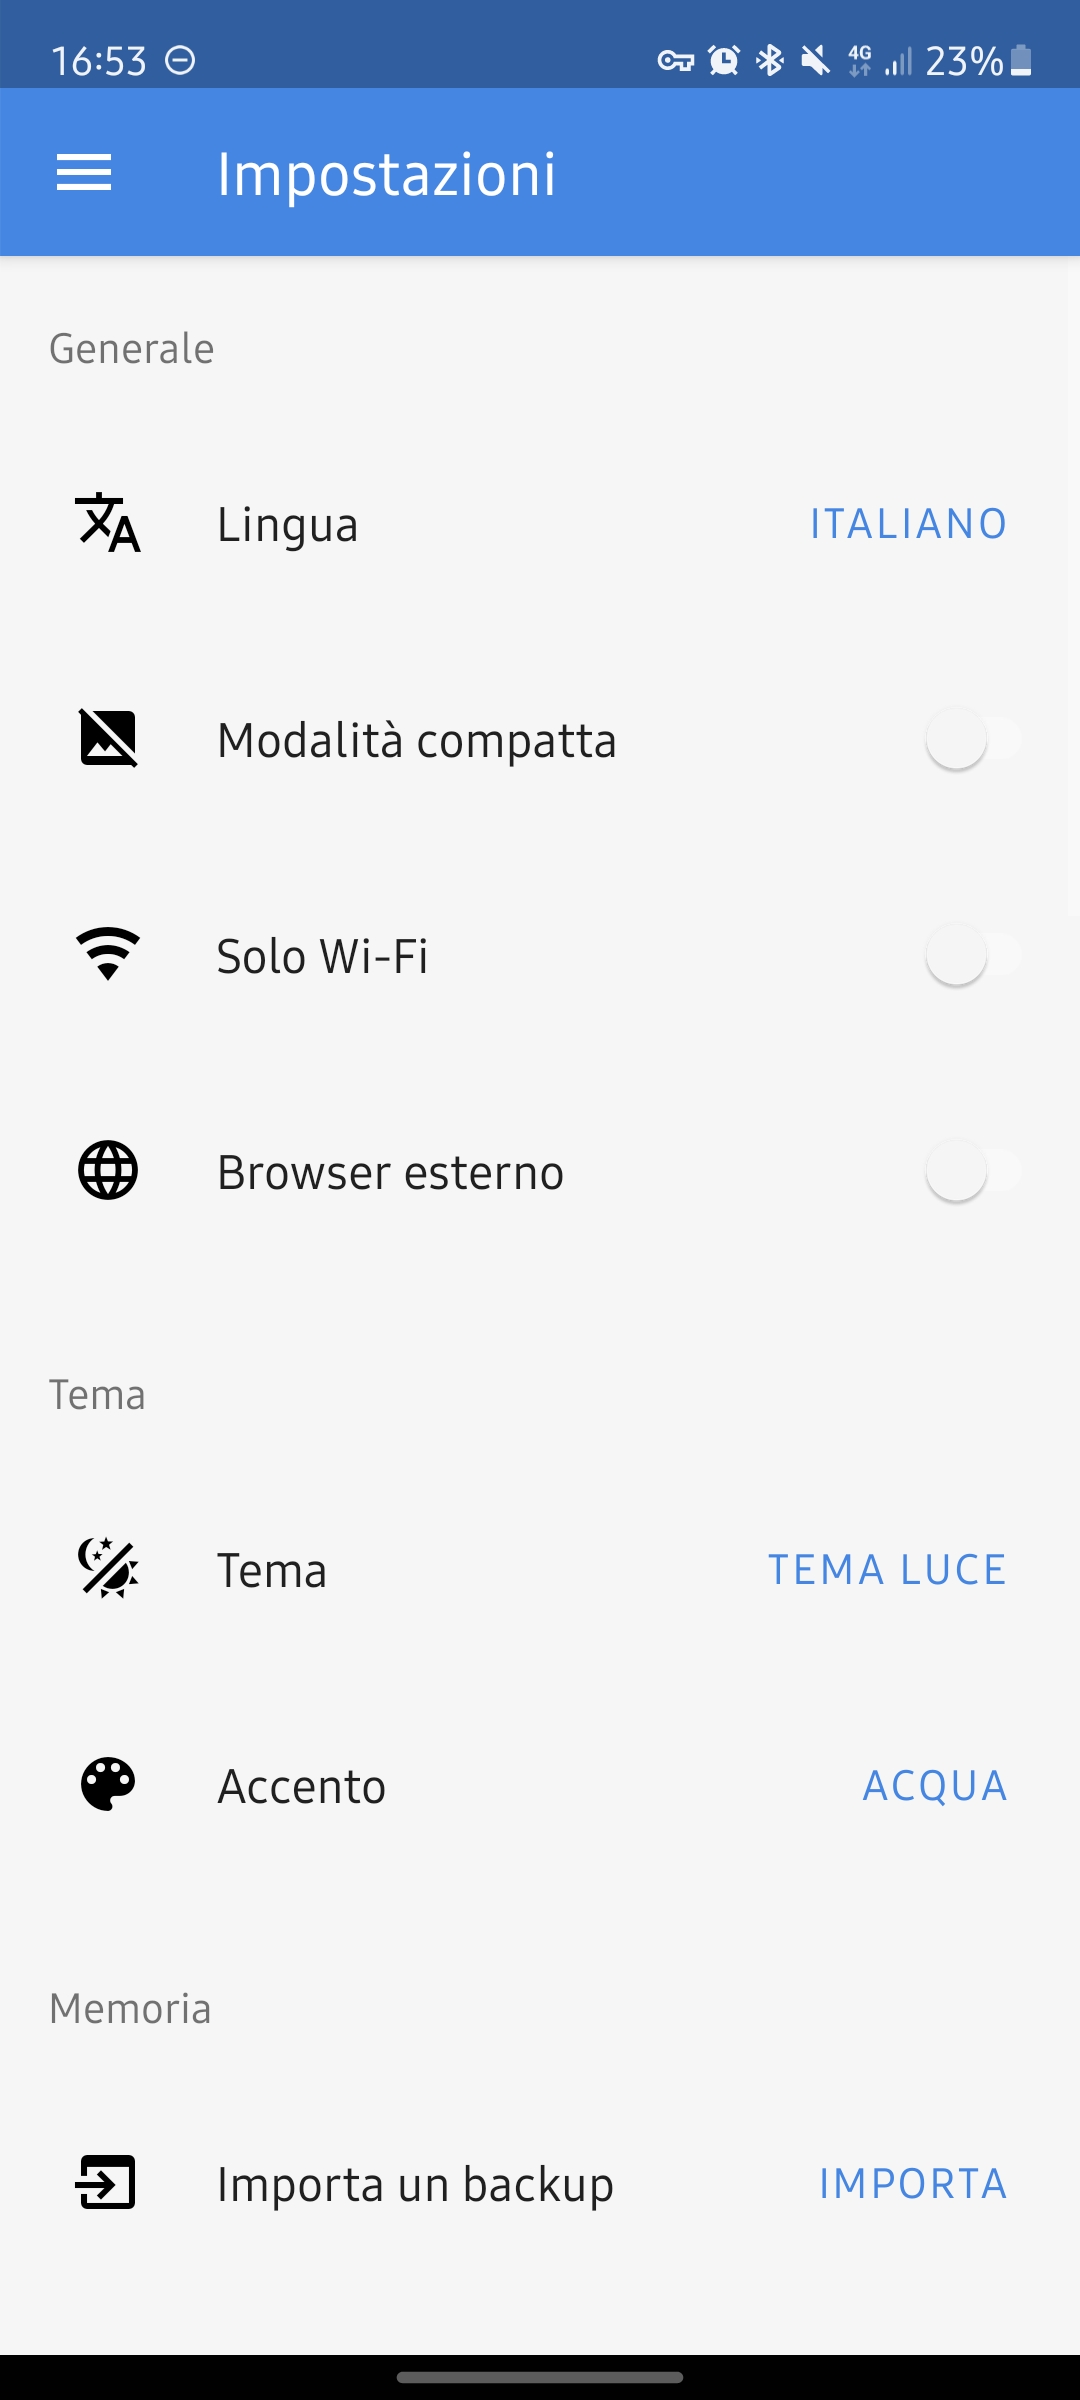 16:53 4G 23%
Impostazioni
Generale
Lingua ITALIANO
Modalità compatta
Solo Wi-Fi
Browser esterno
Tema
Tema TEMA LUCE
Accento ACQUA
Memoria
Importa un backup IMPORTA